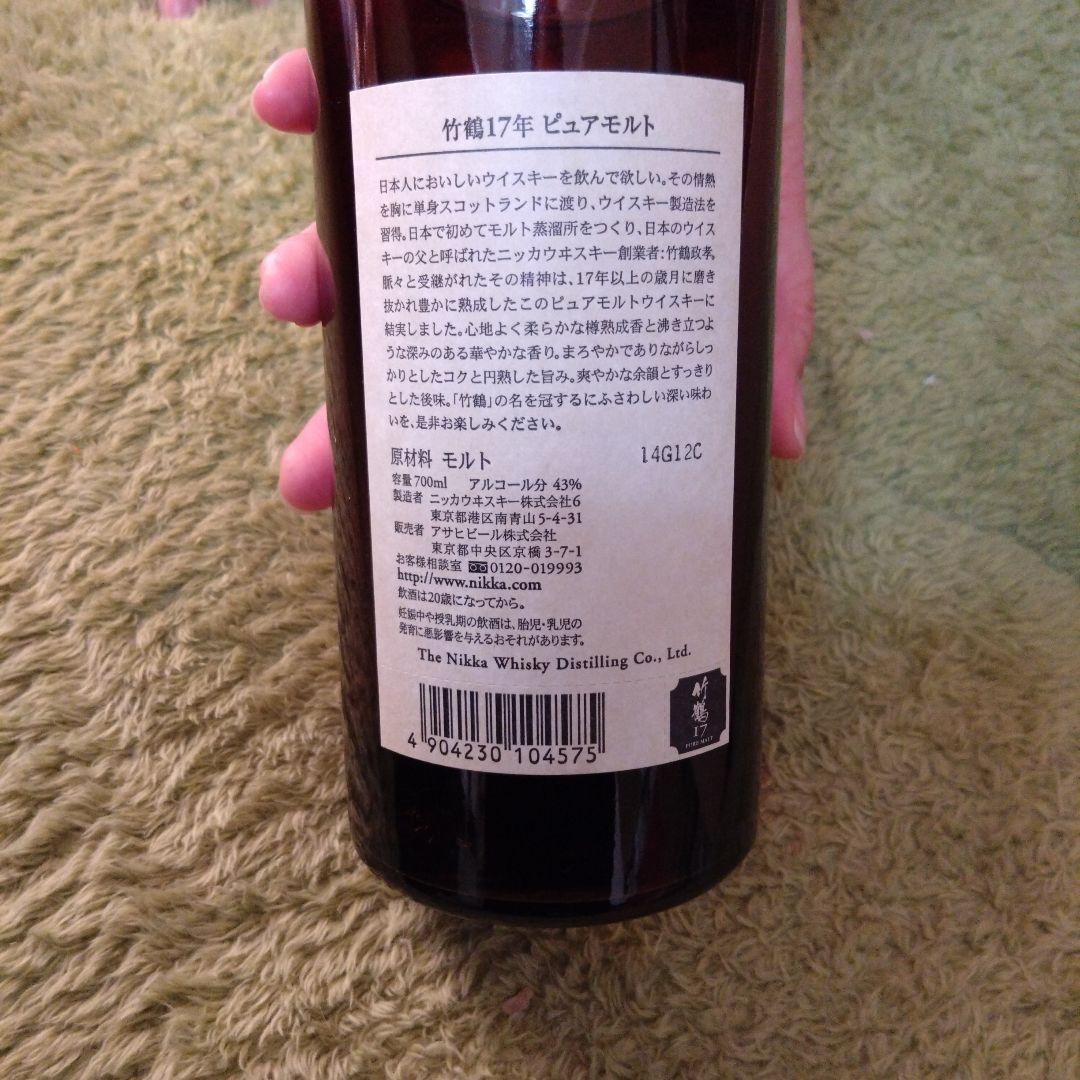 竹鶴17年 ピュアモルト
日本人においしいウイスキーを飲んで欲しい。その情熱
を胸に単身スコットランドに渡り、ウイスキー製造法を
習得。日本で初めてモルト蒸溜所をつくり、日本のウイス
キーの父と呼ばれたニッカウヰスキー創業者:竹鶴政孝。
脈々と受継がれたその精神は、17年以上の歳月に磨き
抜かれ豊かに熟成したこのピュアモルトウイスキーに
結実しました。心地よく柔らかな樽熟成香と沸き立つよ
うな深みのある華やかな香り。まろやかでありながらしっ
かりとしたコクと円熟した旨み。爽やかな余韻とすっきり
とした後味。「竹鶴」の名を冠するにふさわしい深い味わ
いを、是非お楽しみください。
原材料 モルト 14G12C
容量 700ml アルコール分 43%
製造者 ニッカウヰスキー株式会社6
東京都港区南青山5-4-31
販売者 アサヒビール株式会社
東京都中央区京橋3-7-1
お客様相談室 0120-019993
http://www.nikka.com
飲酒は20歳になってから。
妊娠中や授乳期の飲酒は、胎児・乳児の
発育に悪影響を与えるおそれがあります。
The Nikka Whisky Distilling Co., Ltd.
4 904230 104575
竹鶴
17
PURE MALT